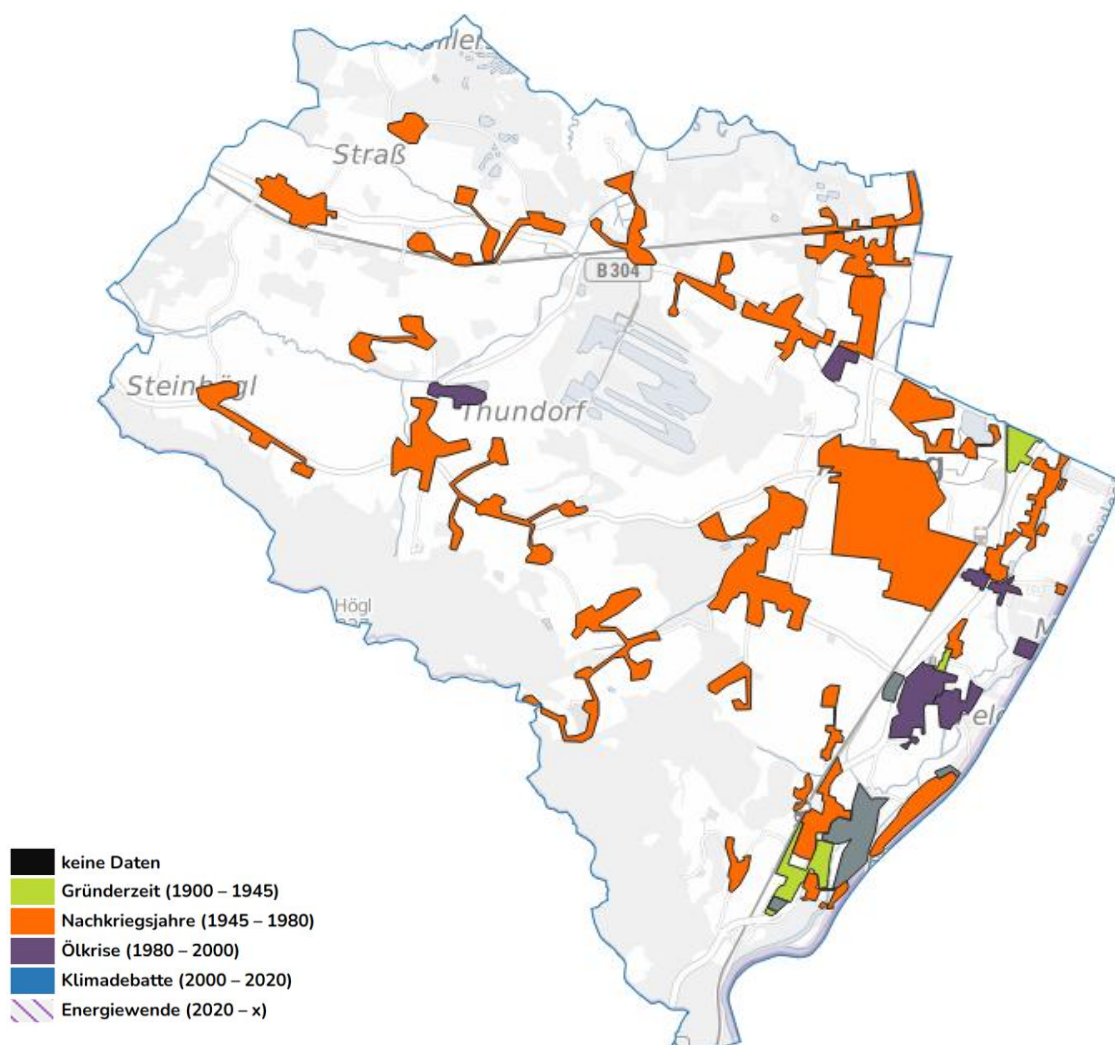 Straß
B 304
Steinhögl
Thundorf
Högl
keine Daten
Gründerzeit (1900 – 1945)
Nachkriegsjahre (1945 – 1980)
Ölkrise (1980 – 2000)
Klimadebatte (2000 – 2020)
Energiewende (2020 – x)